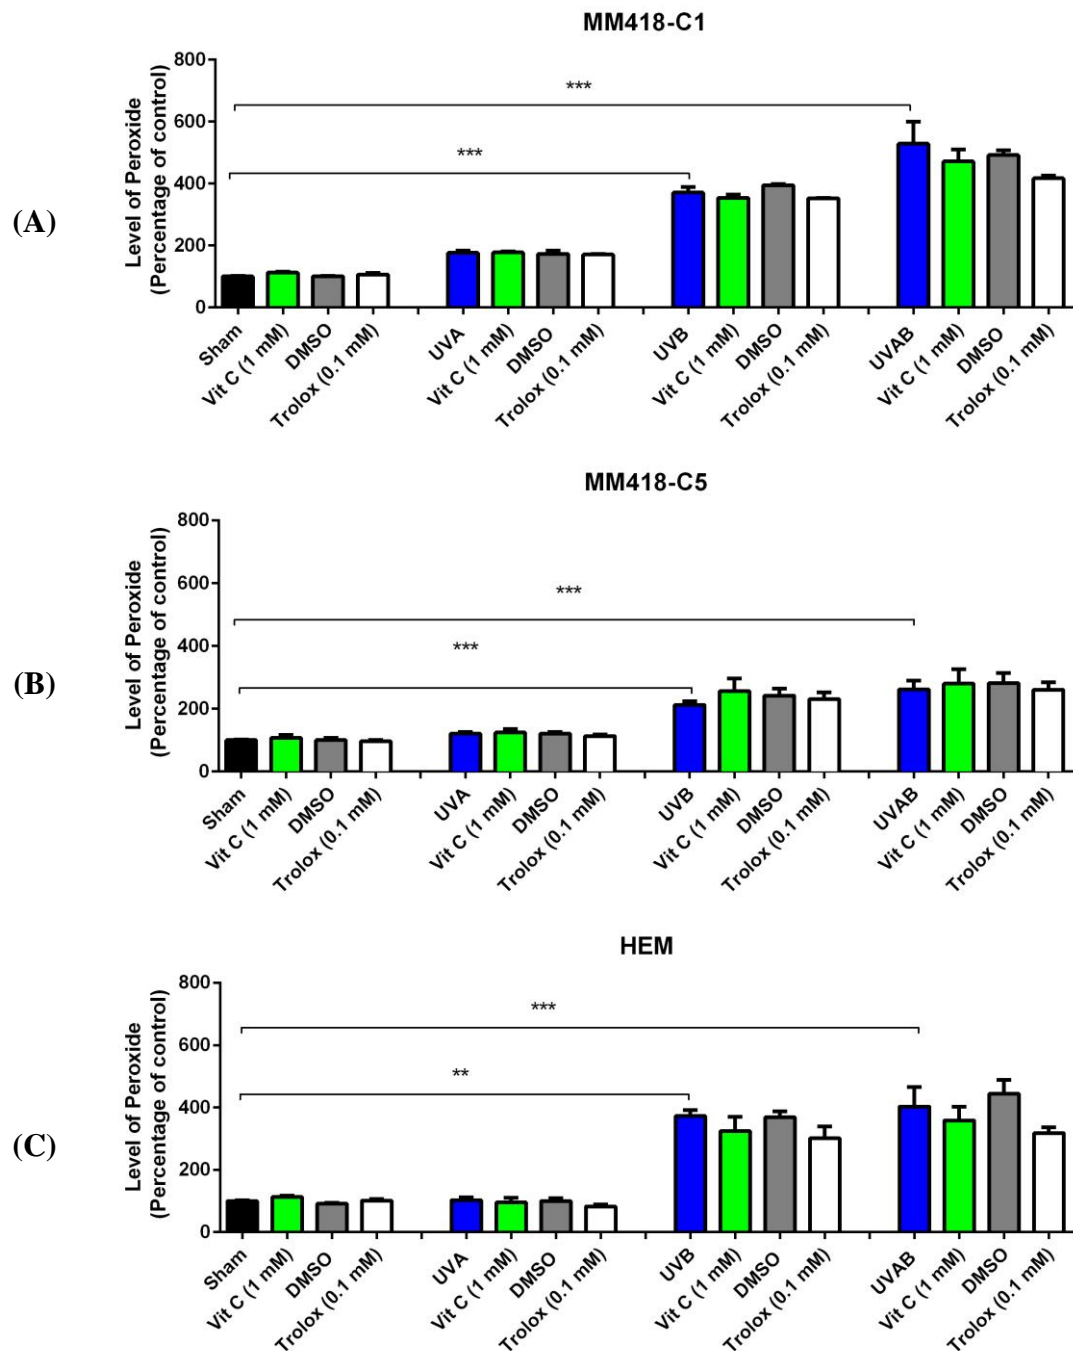 MM418-C1
(A)
Level of Peroxide
(Percentage of control)
800
600
400
200
0
***
***
Sham
Vit C (1 mM)
DMSO
Trolox (0.1 mM)
UVA
Vit C (1 mM)
DMSO
Trolox (0.1 mM)
UVB
Vit C (1 mM)
DMSO
Trolox (0.1 mM)
UVAB
Vit C (1 mM)
DMSO
Trolox (0.1 mM)
MM418-C5
(B)
Level of Peroxide
(Percentage of control)
800
600
400
200
0
***
***
Sham
Vit C (1 mM)
DMSO
Trolox (0.1 mM)
UVA
Vit C (1 mM)
DMSO
Trolox (0.1 mM)
UVB
Vit C (1 mM)
DMSO
Trolox (0.1 mM)
UVAB
Vit C (1 mM)
DMSO
Trolox (0.1 mM)
HEM
(C)
Level of Peroxide
(Percentage of control)
800
600
400
200
0
***
**
Sham
Vit C (1 mM)
DMSO
Trolox (0.1 mM)
UVA
Vit C (1 mM)
DMSO
Trolox (0.1 mM)
UVB
Vit C (1 mM)
DMSO
Trolox (0.1 mM)
UVAB
Vit C (1 mM)
DMSO
Trolox (0.1 mM)